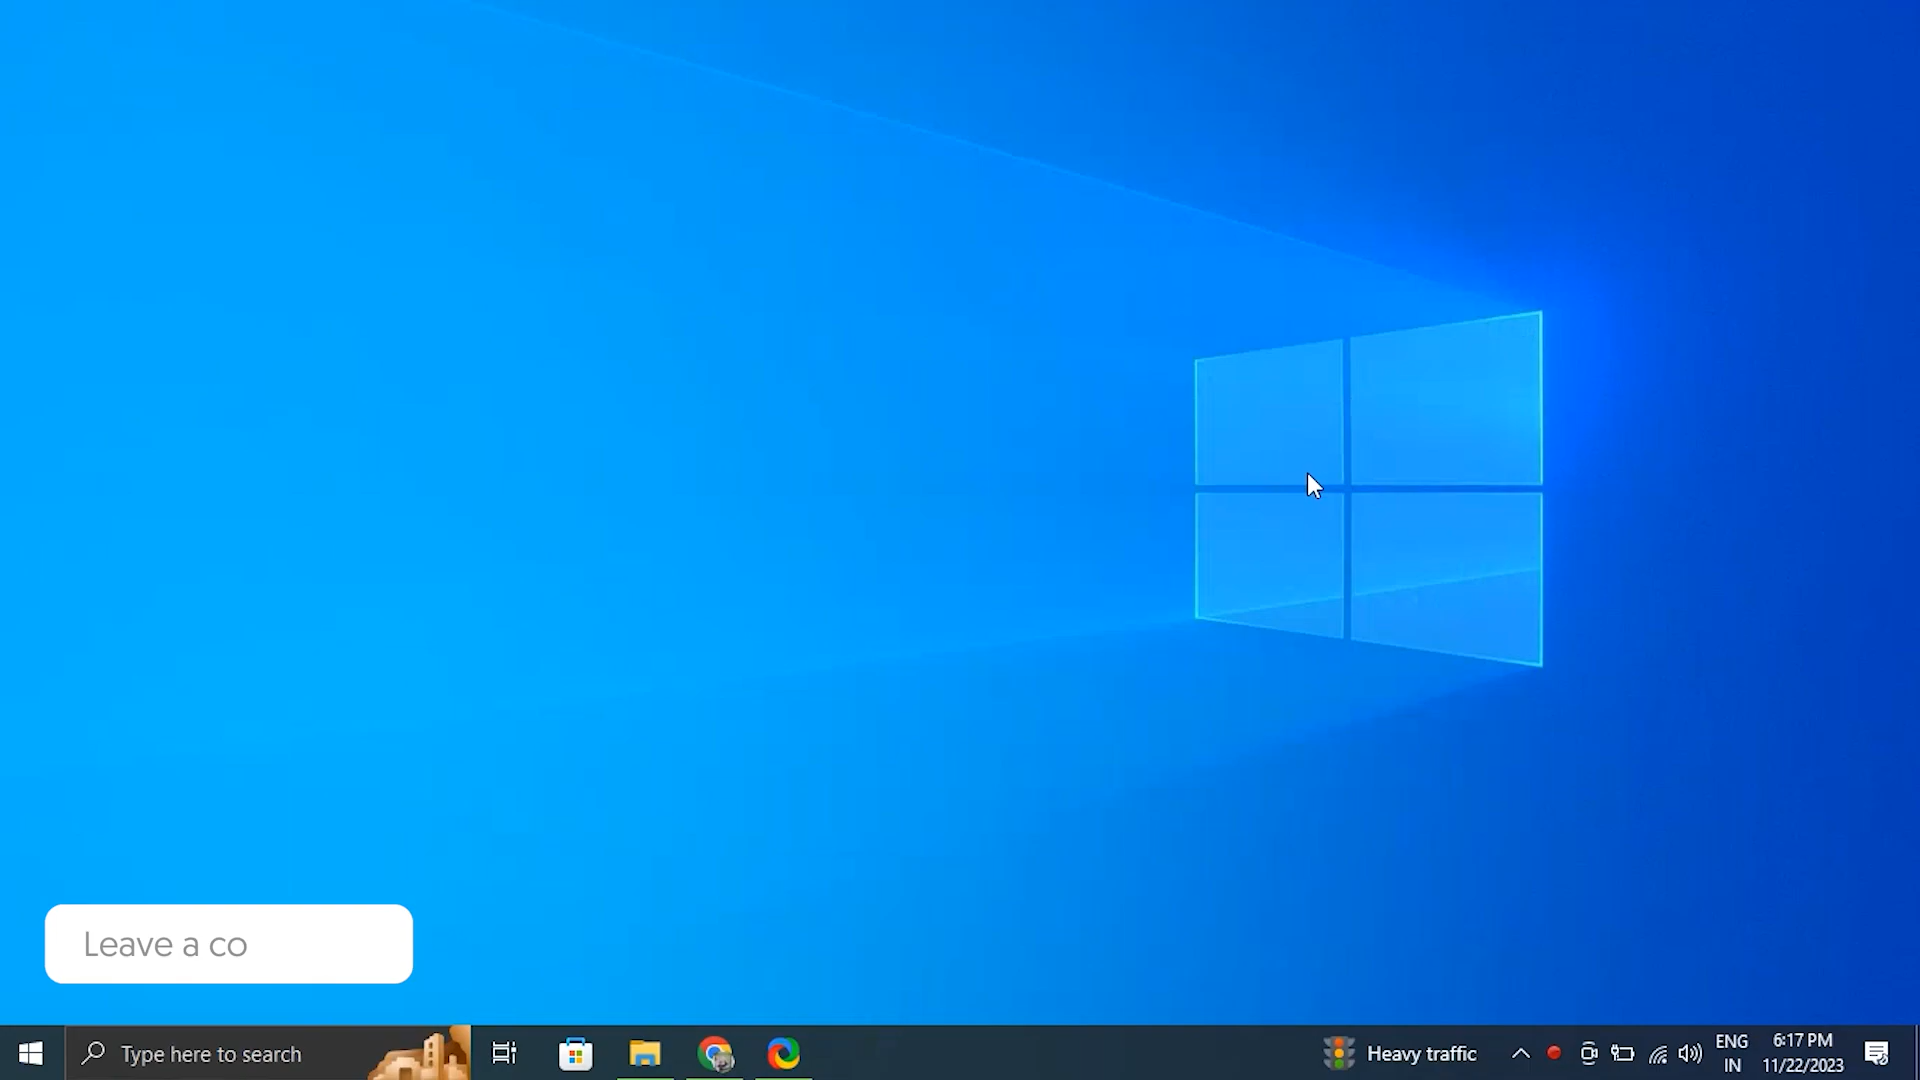 Leave a co
Type here to search
Heavy traffic
ENG
IN
6:17 PM
11/22/2023